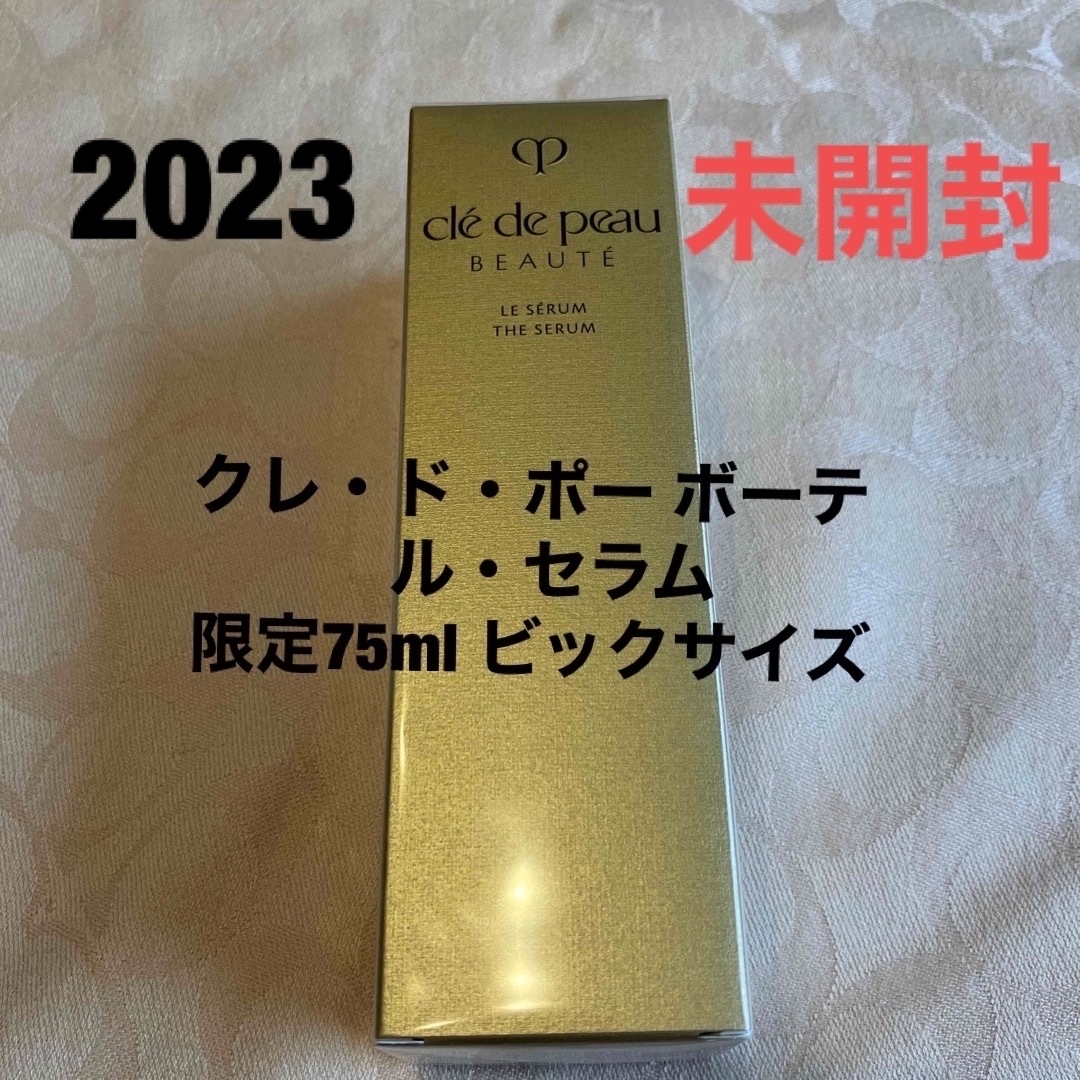 2023
未開封
clé de peau
BEAUTÉ
LE SÉRUM
THE SERUM
クレ・ド・ポー ボーテ
ル・セラム
限定75ml ビックサイズ